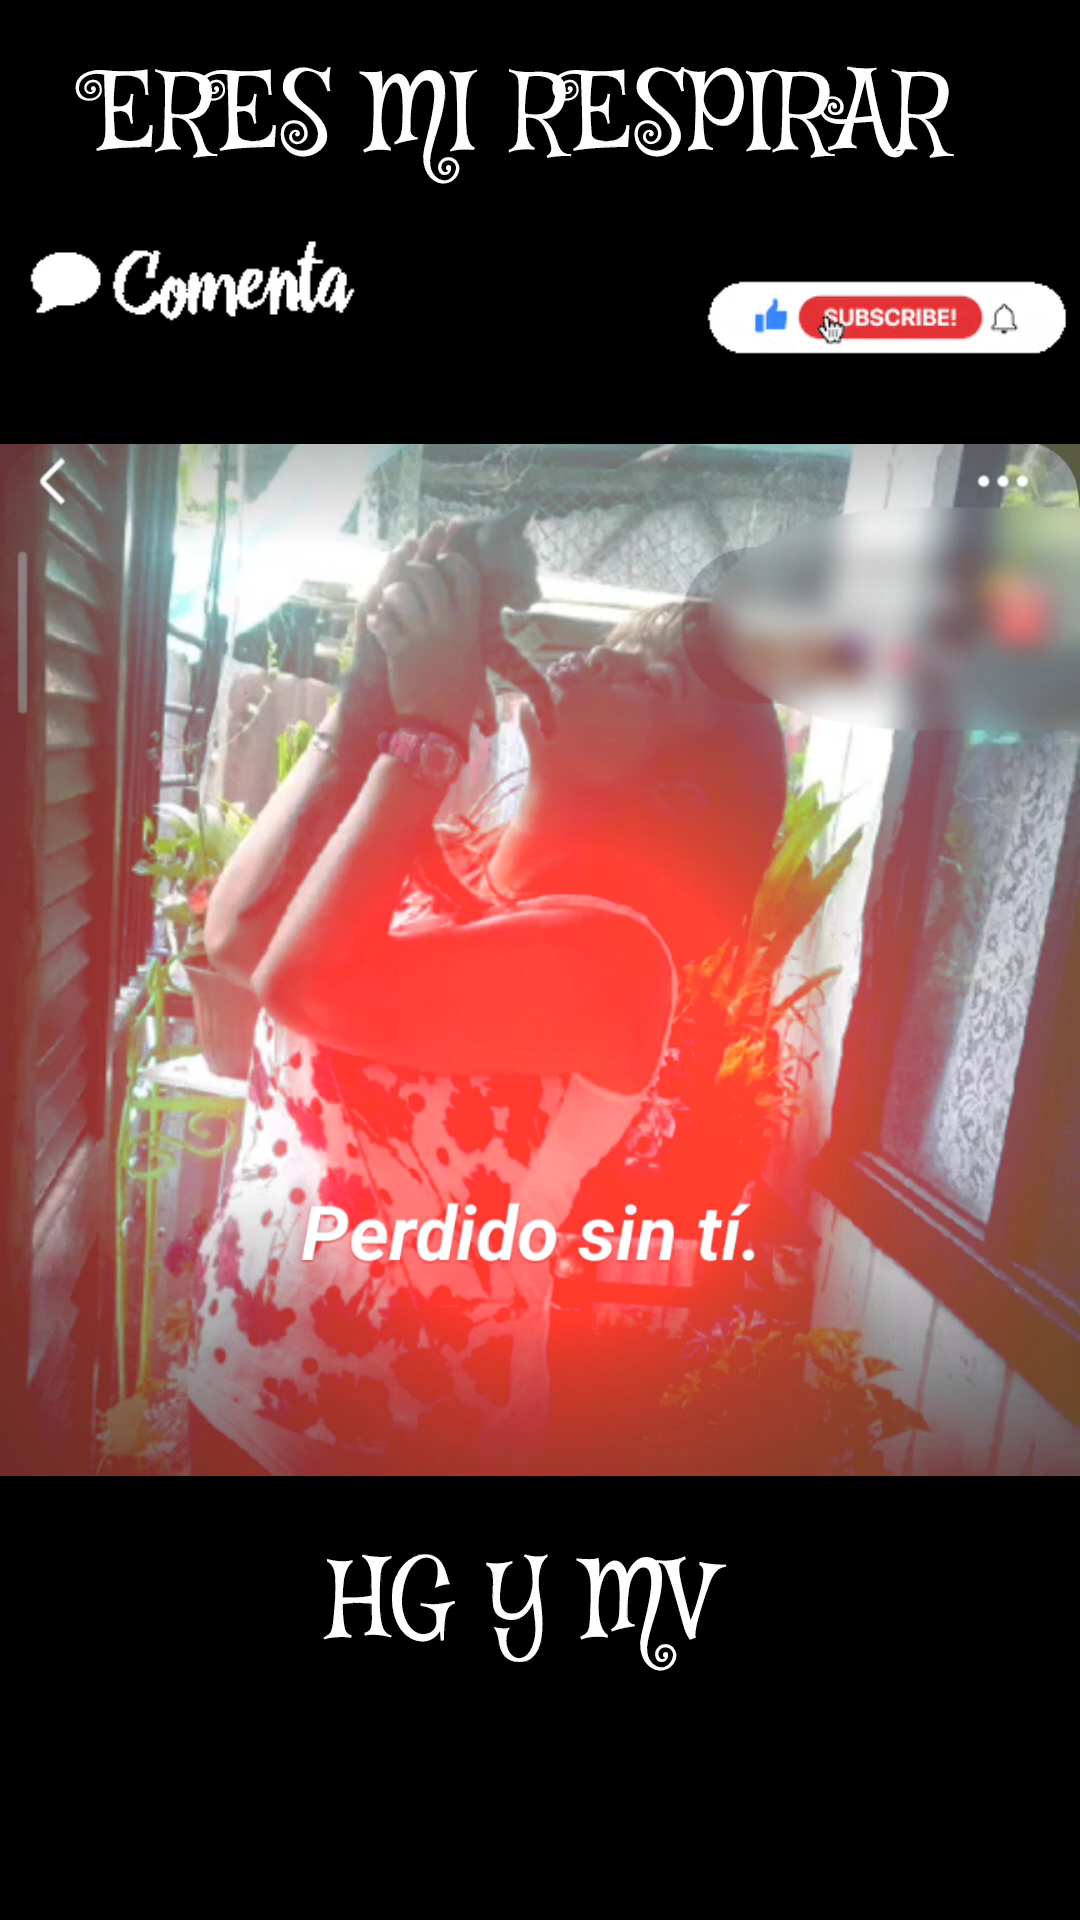 ERES MI RESPIRAR
Comenta
SUBSCRIBE!
Perdido sin tí.
HG Y MV